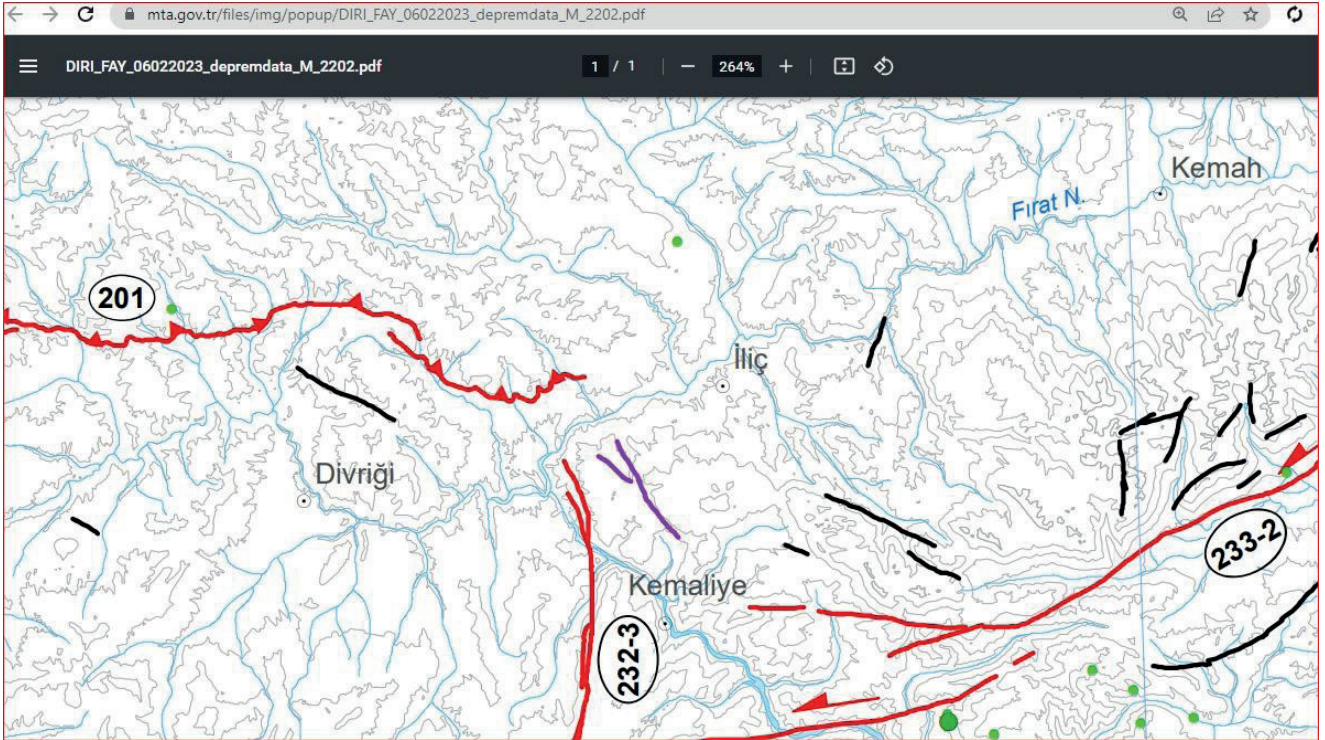 mta.gov.tr/files/img/popup/DIRI_FAY_06022023_depremdata_M_2202.pdf
DIRI_FAY_06022023_depremdata_M_2202.pdf
1 / 1
264%
Kemah
Fırat N.
201
İliç
Divriği
233-2
Kemaliye
232-3